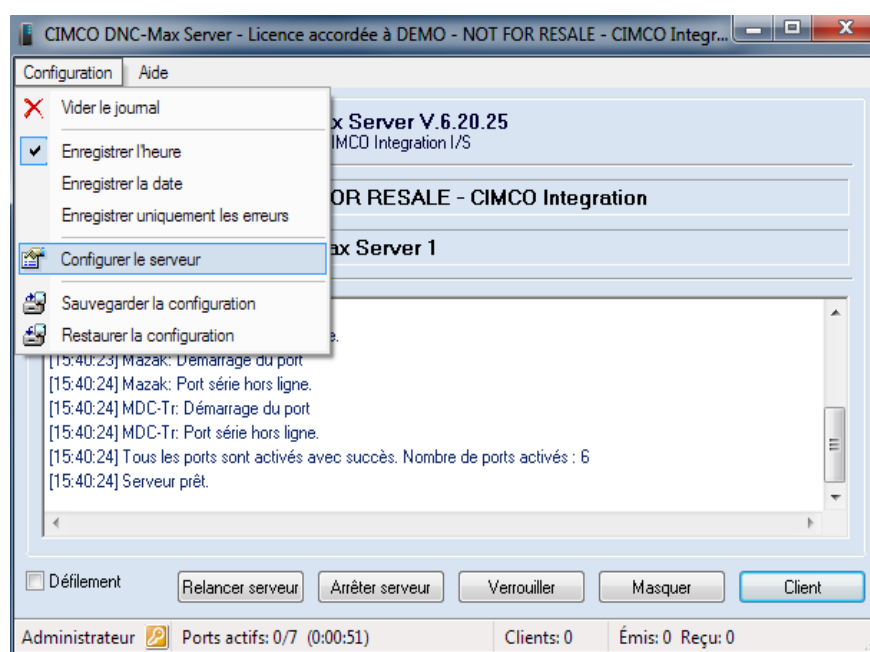 CIMCO DNC-Max Server - Licence accordée à DEMO - NOT FOR RESALE - CIMCO Integr...
Configuration Aide
Vider le journal
Enregistrer l'heure
Enregistrer la date
Enregistrer uniquement les erreurs
Configurer le serveur
Sauvegarder la configuration
Restaurer la configuration
x Server V.6.20.25
IMCO Integration I/S
OR RESALE - CIMCO Integration
ax Server 1
e.
[15:40:23] Mazak: Démarrage du port
[15:40:24] Mazak: Port série hors ligne.
[15:40:24] MDC-Tr: Démarrage du port
[15:40:24] MDC-Tr: Port série hors ligne.
[15:40:24] Tous les ports sont activés avec succès. Nombre de ports activés : 6
[15:40:24] Serveur prêt.
Défilement Relancer serveur Arrêter serveur Verrouiller Masquer Client
Administrateur Ports actifs: 0/7 (0:00:51) Clients: 0 Émis: 0 Reçu: 0